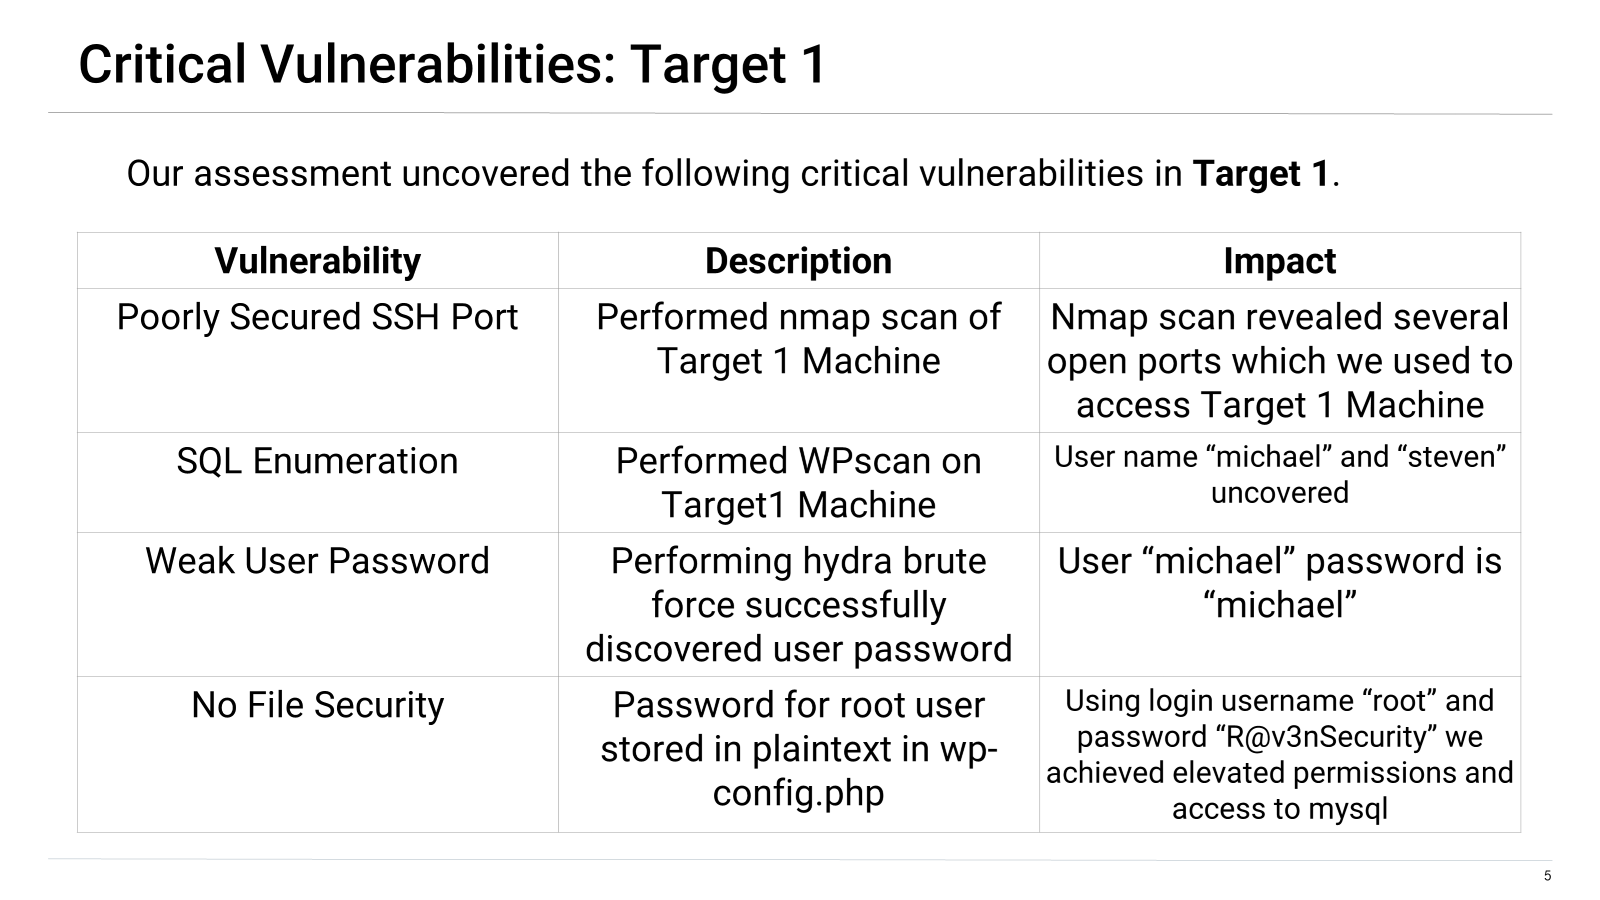 Critical Vulnerabilities: Target 1
Our assessment uncovered the following critical vulnerabilities in Target 1.
Vulnerability
Description
Impact
Poorly Secured SSH Port
Performed nmap scan of
Target 1 Machine
Nmap scan revealed several
open ports which we used to
access Target 1 Machine
SQL Enumeration
Performed WPscan on
Target1 Machine
User name “michael” and “steven”
uncovered
Weak User Password
Performing hydra brute
force successfully
discovered user password
User “michael” password is
“michael”
No File Security
Password for root user
stored in plaintext in wp-
config.php
Using login username “root” and
password “R@v3nSecurity” we
achieved elevated permissions and
access to mysql
5